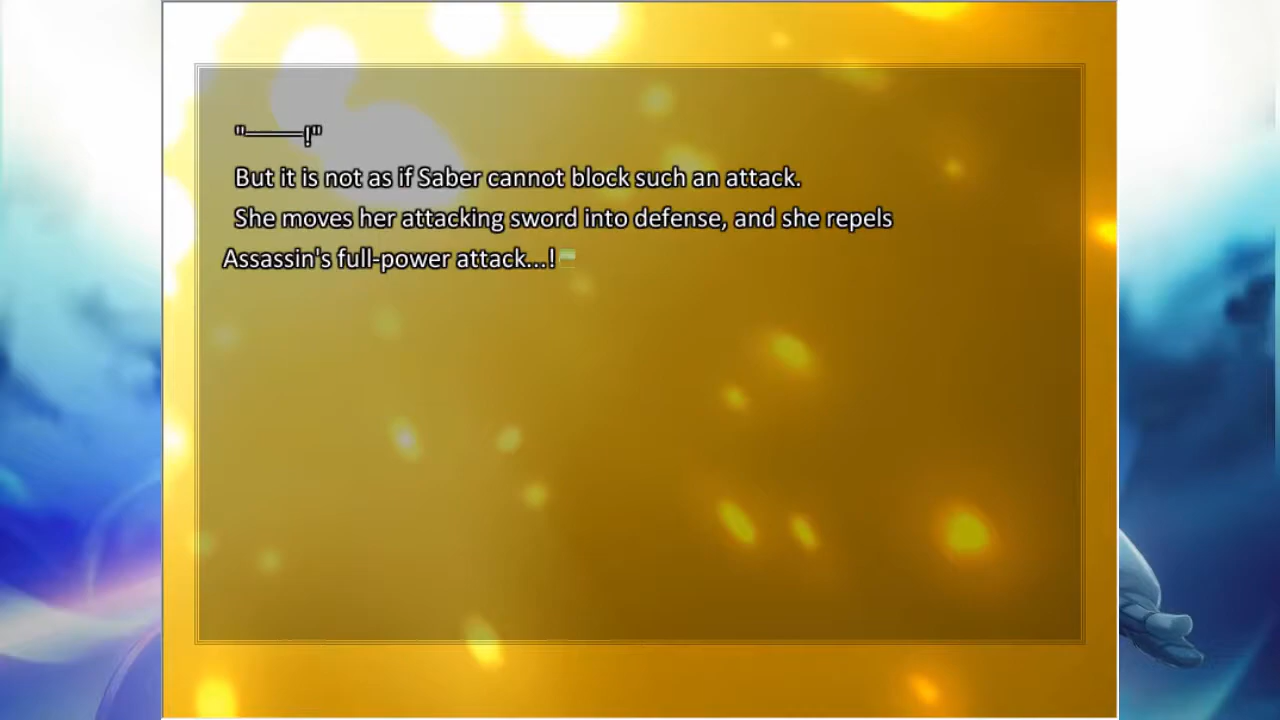 "―――!"
But it is not as if Saber cannot block such an attack.
She moves her attacking sword into defense, and she repels
Assassin's full-power attack...!